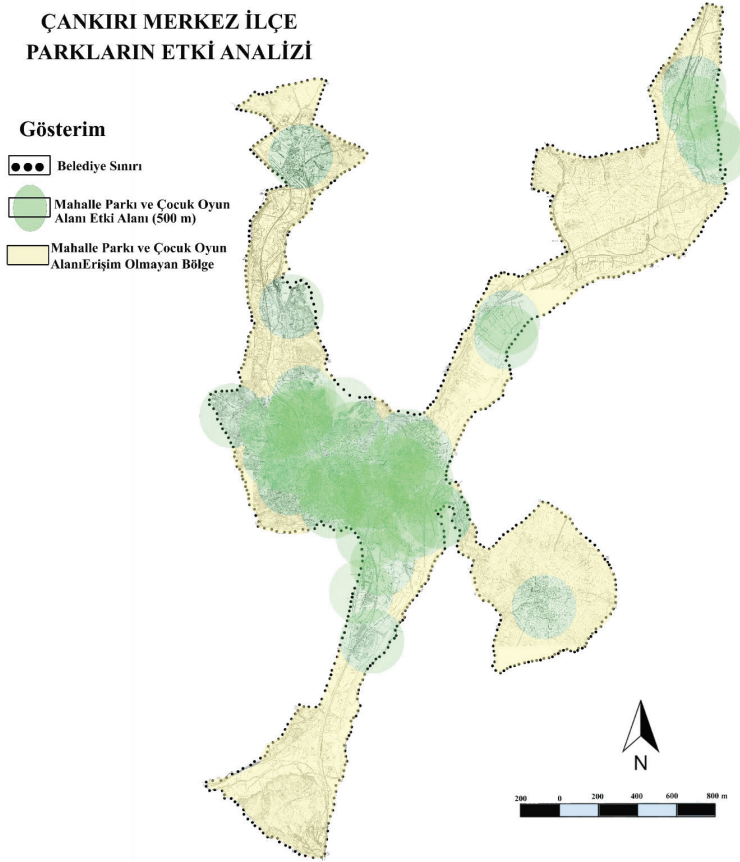 ÇANKIRI MERKEZ İLÇE
PARKLARIN ETKİ ANALİZİ
Gösterim
Belediye Sınırı
Mahalle Parkı ve Çocuk Oyun
Alanı Etki Alanı (500 m)
Mahalle Parkı ve Çocuk Oyun
AlanıErişim Olmayan Bölge
N
200 0 200 400 600 800 m